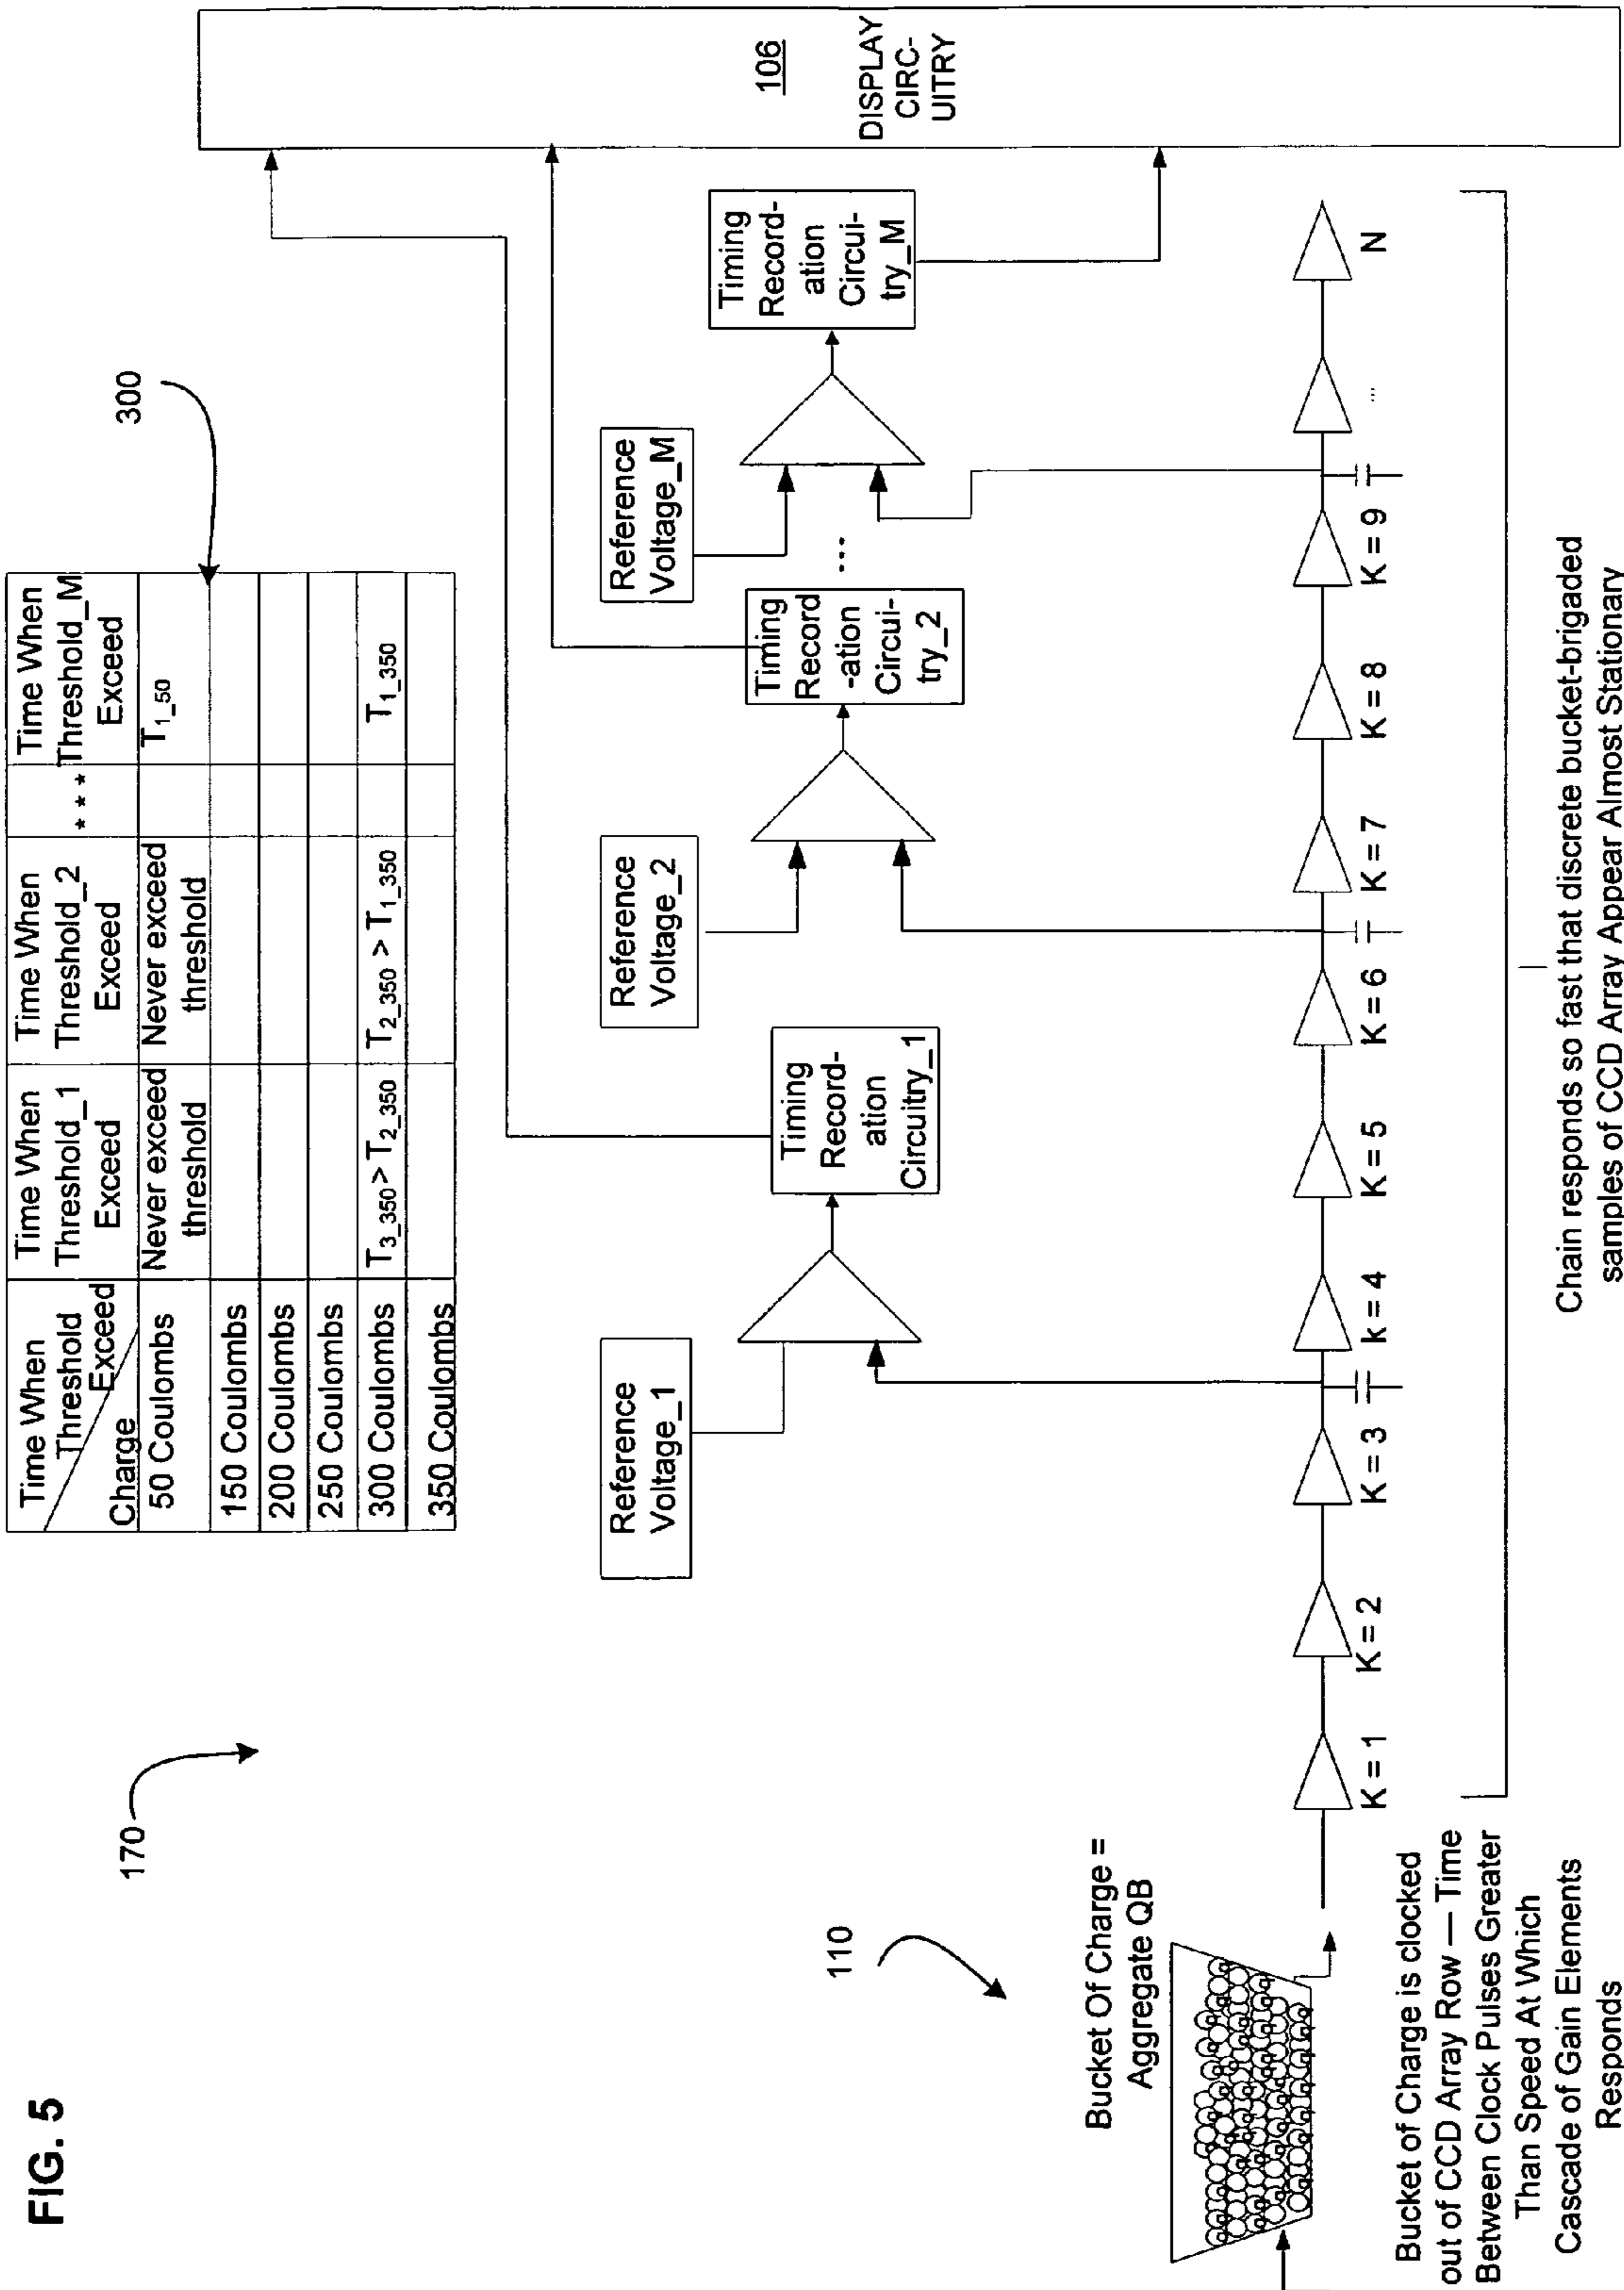 FIG. 5
170
Time When
Threshold
Exceed
Charge
Time When
Threshold_1
Exceed
Time When
Threshold_2
Exceed
* * *
Time When
Threshold_M
Exceed
50 Coulombs
Never exceed
threshold
Never exceed
threshold
T1_50
150 Coulombs
200 Coulombs
250 Coulombs
300 Coulombs
T3_350 > T2_350
T2_350 > T1_350
T1_350
350 Coulombs
300
Reference
Voltage_1
Timing
Record-
ation
Circuitry_1
Reference
Voltage_2
Timing
Record
-ation
Circui-
try_2
...
Reference
Voltage_M
Timing
Record-
ation
Circui-
try_M
106
DISPLAY
CIRC-
UITRY
110
Bucket Of Charge =
Aggregate QB
K = 1
K = 2
K = 3
k = 4
K = 5
K = 6
K = 7
K = 8
K = 9
...
N
Bucket of Charge is clocked
out of CCD Array Row — Time
Between Clock Pulses Greater
Than Speed At Which
Cascade of Gain Elements
Responds
Chain responds so fast that discrete bucket-brigaded
samples of CCD Array Appear Almost Stationary